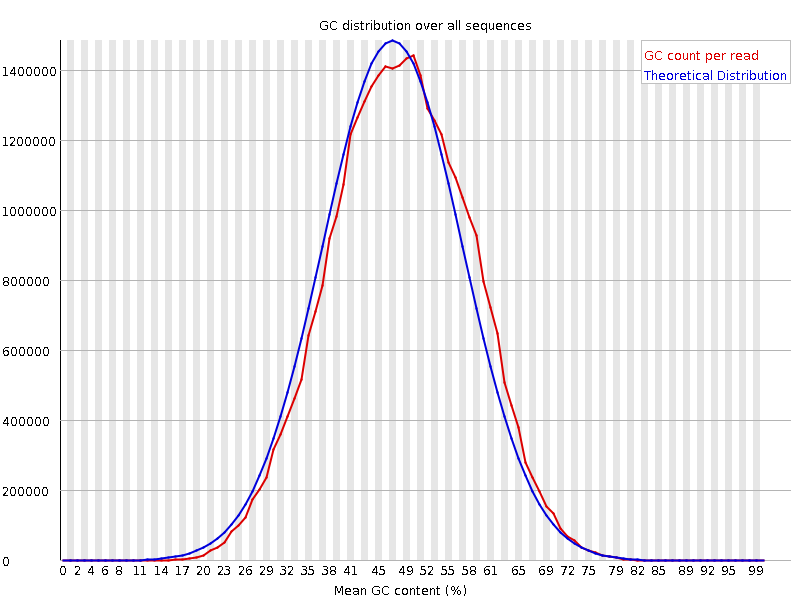 GC distribution over all sequences
GC count per read
Theoretical Distribution
1400000
1200000
1000000
800000
600000
400000
200000
0
0 2 4 6 8 11 14 17 20 23 26 29 32 35 38 41 45 49 52 55 58 61 65 69 72 75 79 82 85 89 92 95 99
Mean GC content (%)